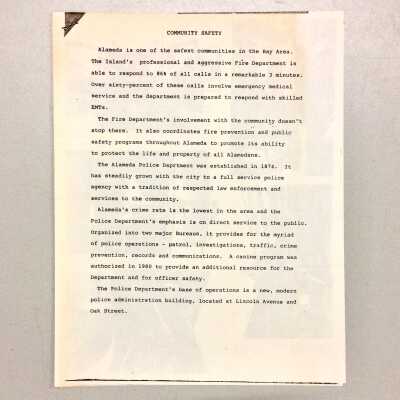 COMMUNITY SAFETY
Alameda is one of the safest communities in the Bay Area.
The Island's professional and aggressive Fire Department is
able to respond to 86% of all calls in a remarkable 3 minutes.
Over sixty-percent of these calls involve emergency medical
service and the department is prepared to respond with skilled
EMTs.
The Fire Department's involvement with the community doesn't
stop there. It also coordinates fire prevention and public
safety programs throughout Alameda to promote its ability
to protect the life and property of all Alamedans.
The Alameda Police Deprtment was established in 1874. It
has steadily grown with the city to a full service police
agency with a tradition of respected law enforcement and
services to the community.
Alameda's crime rate is the lowest in the area and the
Police Department's emphasis is on direct service to the public.
Organized into two major bureaus, it provides for the myriad
of police operations - patrol, investigations, traffic, crime
prevention, records and communications. A canine program was
authorized in 1980 to provide an additional resource for the
Department and for officer safety.
The Police Department's base of operations is a new, modern
police administration building, located at Lincoln Avenue and
Oak Street.